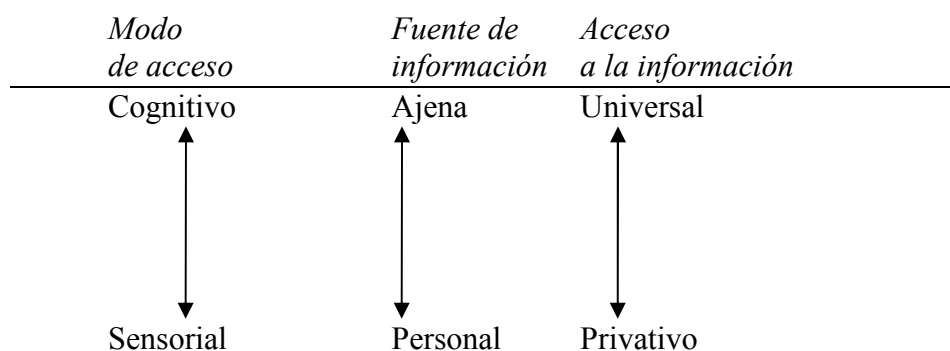 Modo Fuente de Acceso
de acceso información a la información
Cognitivo Ajena Universal
Sensorial Personal Privativo